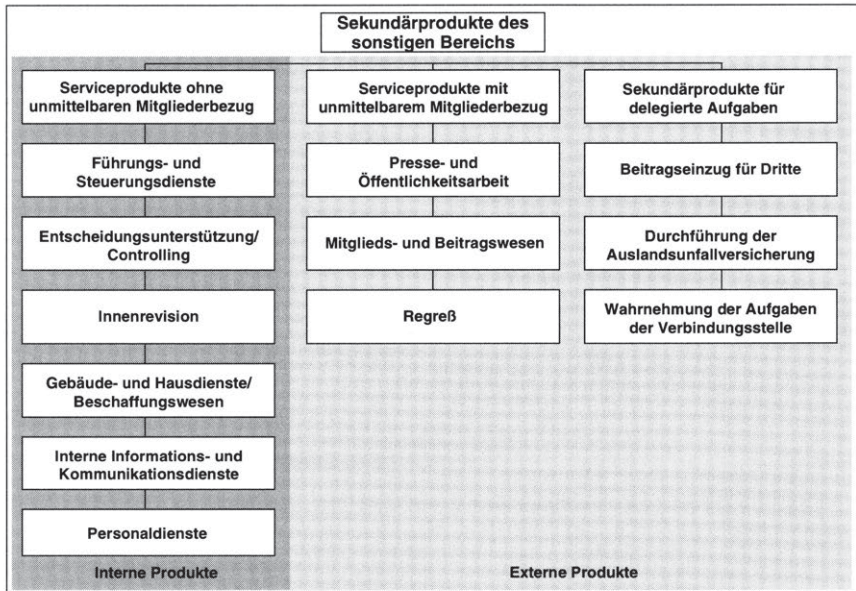 Sekundärprodukte des
sonstigen Bereichs
Serviceprodukte ohne
unmittelbaren Mitgliederbezug
Führungs- und
Steuerungsdienste
Entscheidungsunterstützung/
Controlling
Innenrevision
Gebäude- und Hausdienste/
Beschaffungswesen
Interne Informations- und
Kommunikationsdienste
Personaldienste
Interne Produkte
Serviceprodukte mit
unmittelbarem Mitgliederbezug
Presse- und
Öffentlichkeitsarbeit
Mitglieds- und Beitragswesen
Regreß
Sekundärprodukte für
delegierte Aufgaben
Beitragseinzug für Dritte
Durchführung der
Auslandsunfallversicherung
Wahrnehmung der Aufgaben
der Verbindungsstelle
Externe Produkte